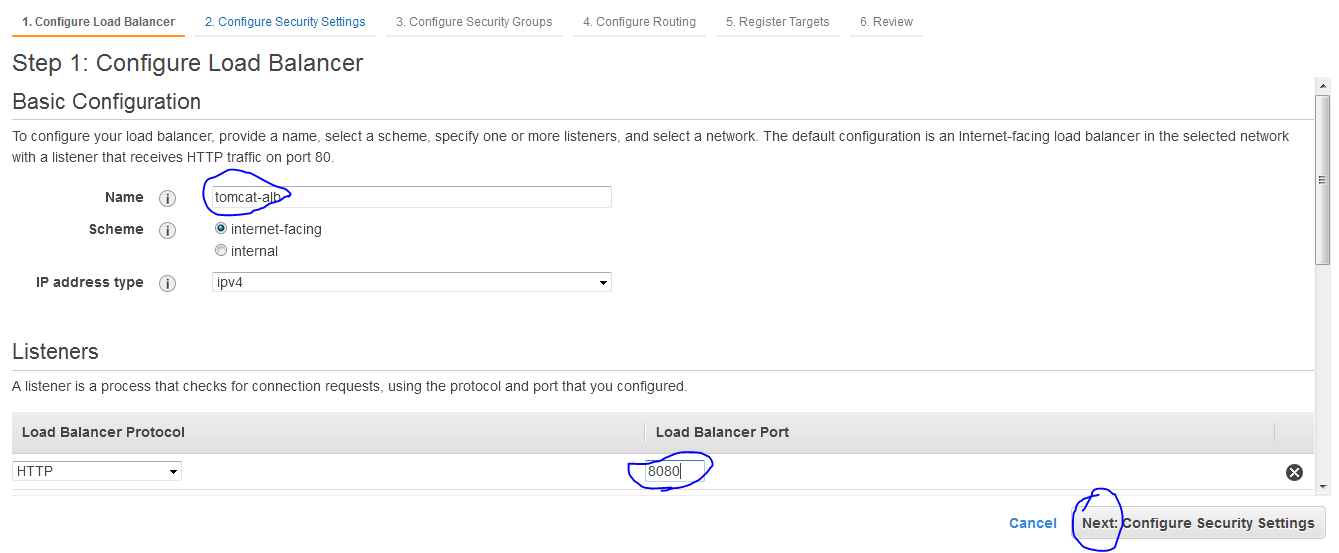 1. Configure Load Balancer 2. Configure Security Settings 3. Configure Security Groups 4. Configure Routing 5. Register Targets 6. Review
Step 1: Configure Load Balancer
Basic Configuration
To configure your load balancer, provide a name, select a scheme, specify one or more listeners, and select a network. The default configuration is an Internet-facing load balancer in the selected network
with a listener that receives HTTP traffic on port 80.
Name i tomcat-alb
Scheme i internet-facing
internal
IP address type i ipv4
Listeners
A listener is a process that checks for connection requests, using the protocol and port that you configured.
Load Balancer Protocol Load Balancer Port
HTTP 8080
Cancel Next: Configure Security Settings